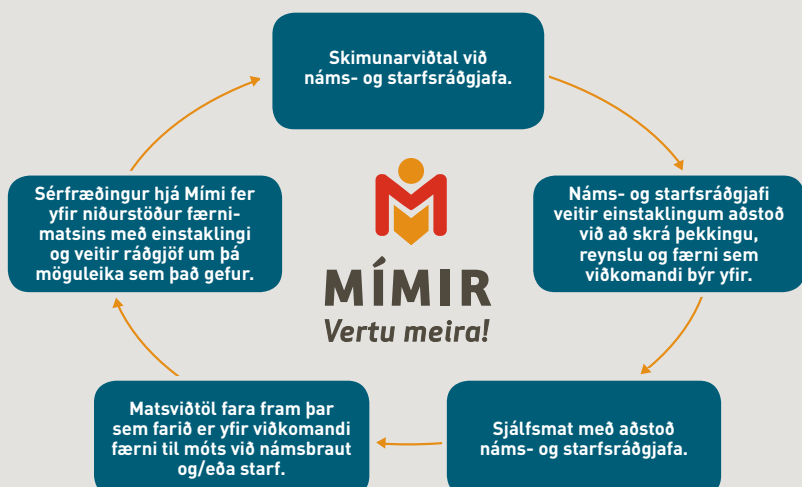 Skimunarviðtal við
náms- og starfsráðgjafa.
Náms- og starfsráðgjafi
veitir einstaklingum aðstoð
við að skrá þekkingu,
reynslu og færni sem
viðkomandi býr yfir.
Sjálfsmat með aðstoð
náms- og starfsráðgjafa.
Matsviðtöl fara fram þar
sem farið er yfir viðkomandi
færni til móts við námsbraut
og/eða starf.
Sérfræðingur hjá Mími fer
yfir niðurstöður færni-
matsins með einstaklingi
og veitir ráðgjöf um þá
möguleika sem það gefur.
MÍMIR
Vertu meira!